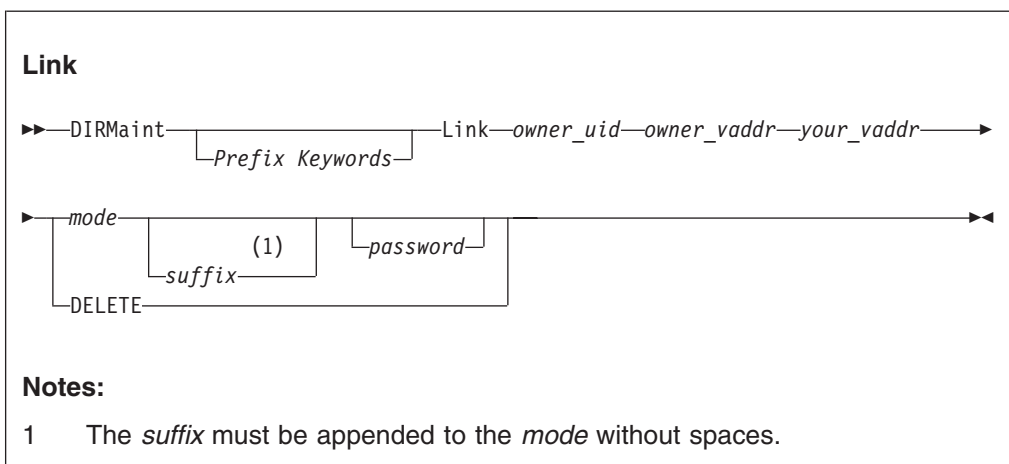 Link
DIRMaint Link owner_uid owner_vaddr your_vaddr
Prefix Keywords
mode
(1)
suffix password
DELETE
Notes:
1 The suffix must be appended to the mode without spaces.